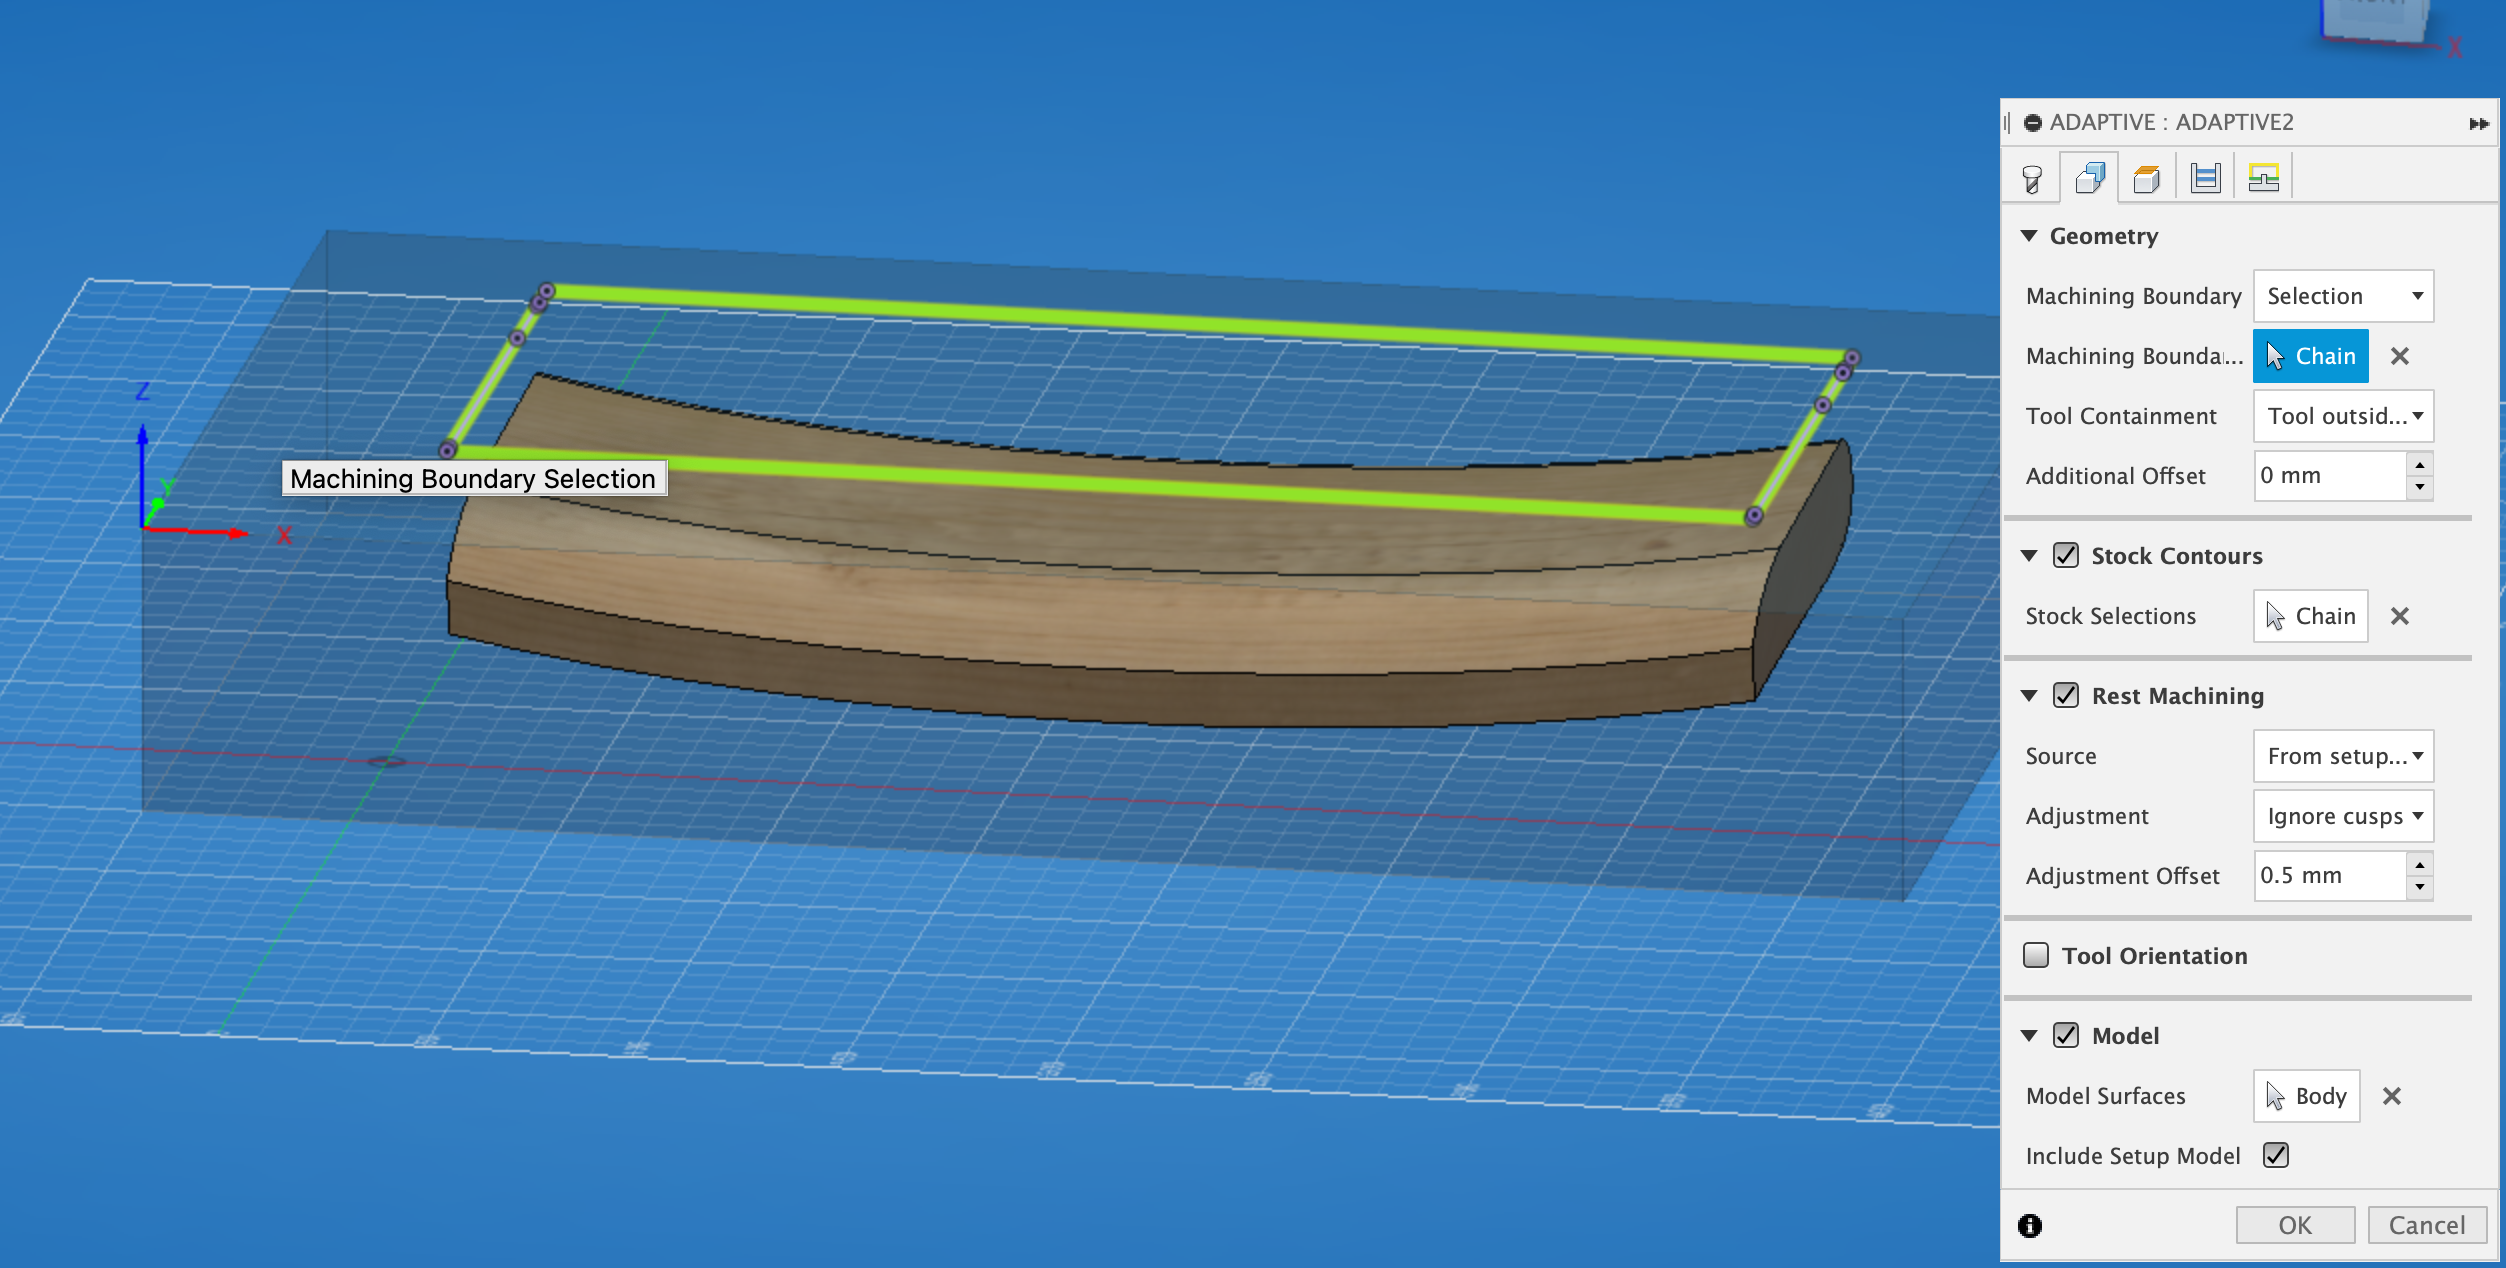 X
ADAPTIVE : ADAPTIVE2
Geometry
Machining Boundary Selection
Machining Bounda... Chain
Tool Containment Tool outsid...
Additional Offset 0 mm
Stock Contours
Stock Selections Chain
Rest Machining
Source From setup...
Adjustment Ignore cusps
Adjustment Offset 0.5 mm
Tool Orientation
Model
Model Surfaces Body
Include Setup Model
OK Cancel
Z
Y
X
Machining Boundary Selection